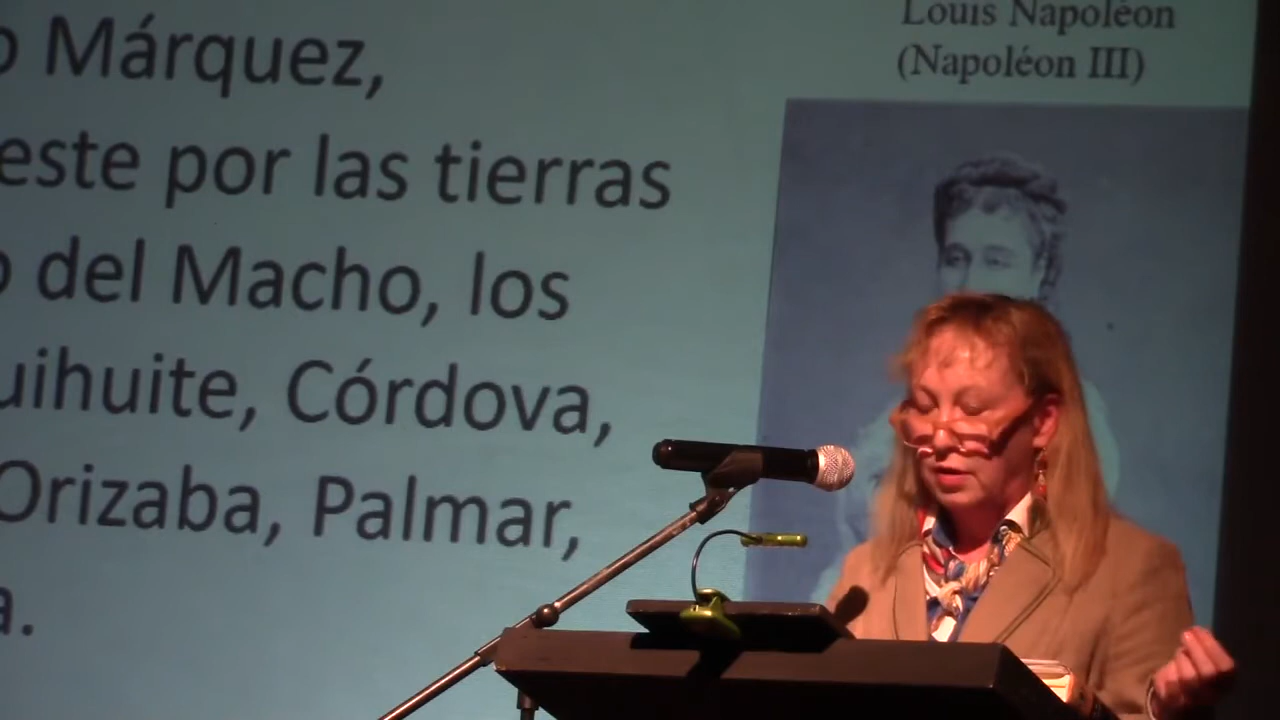 Márquez,
este por las tierras
del Macho, los
uihuite, Córdova,
Orizaba, Palmar,
a.
Louis Napoléon
(Napoléon III)